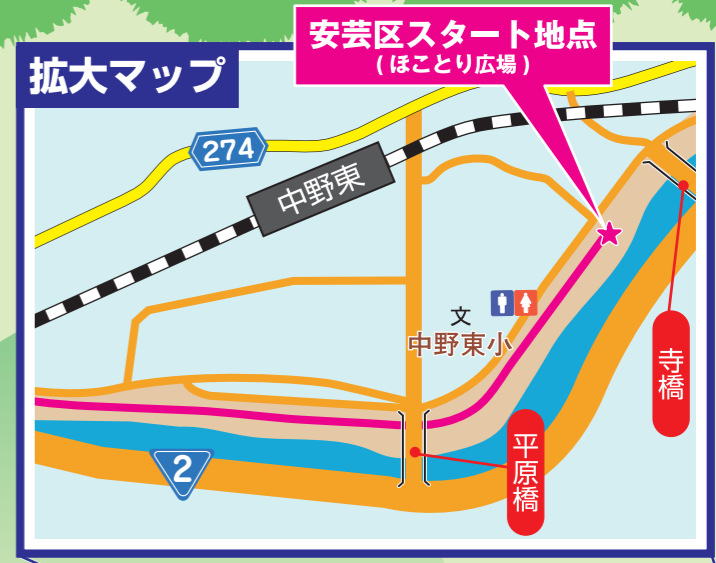 安芸区スタート地点
(ほことり広場)
拡大マップ
274
中野東
文
中野東小
寺橋
平原橋
2